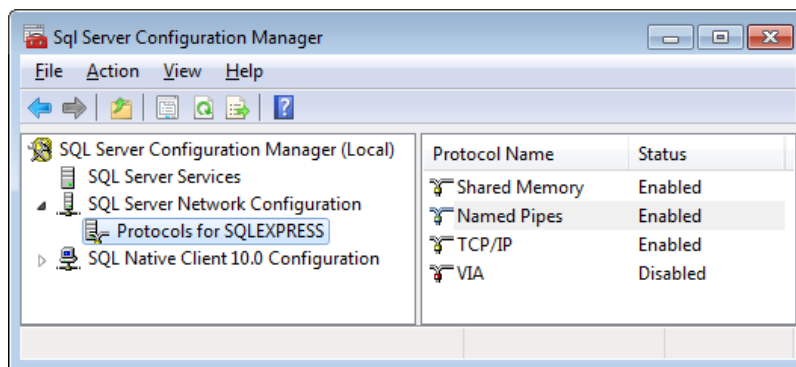 Sql Server Configuration Manager
File Action View Help
SQL Server Configuration Manager (Local)
SQL Server Services
SQL Server Network Configuration
Protocols for SQLEXPRESS
SQL Native Client 10.0 Configuration
Protocol Name Status
Shared Memory Enabled
Named Pipes Enabled
TCP/IP Enabled
VIA Disabled